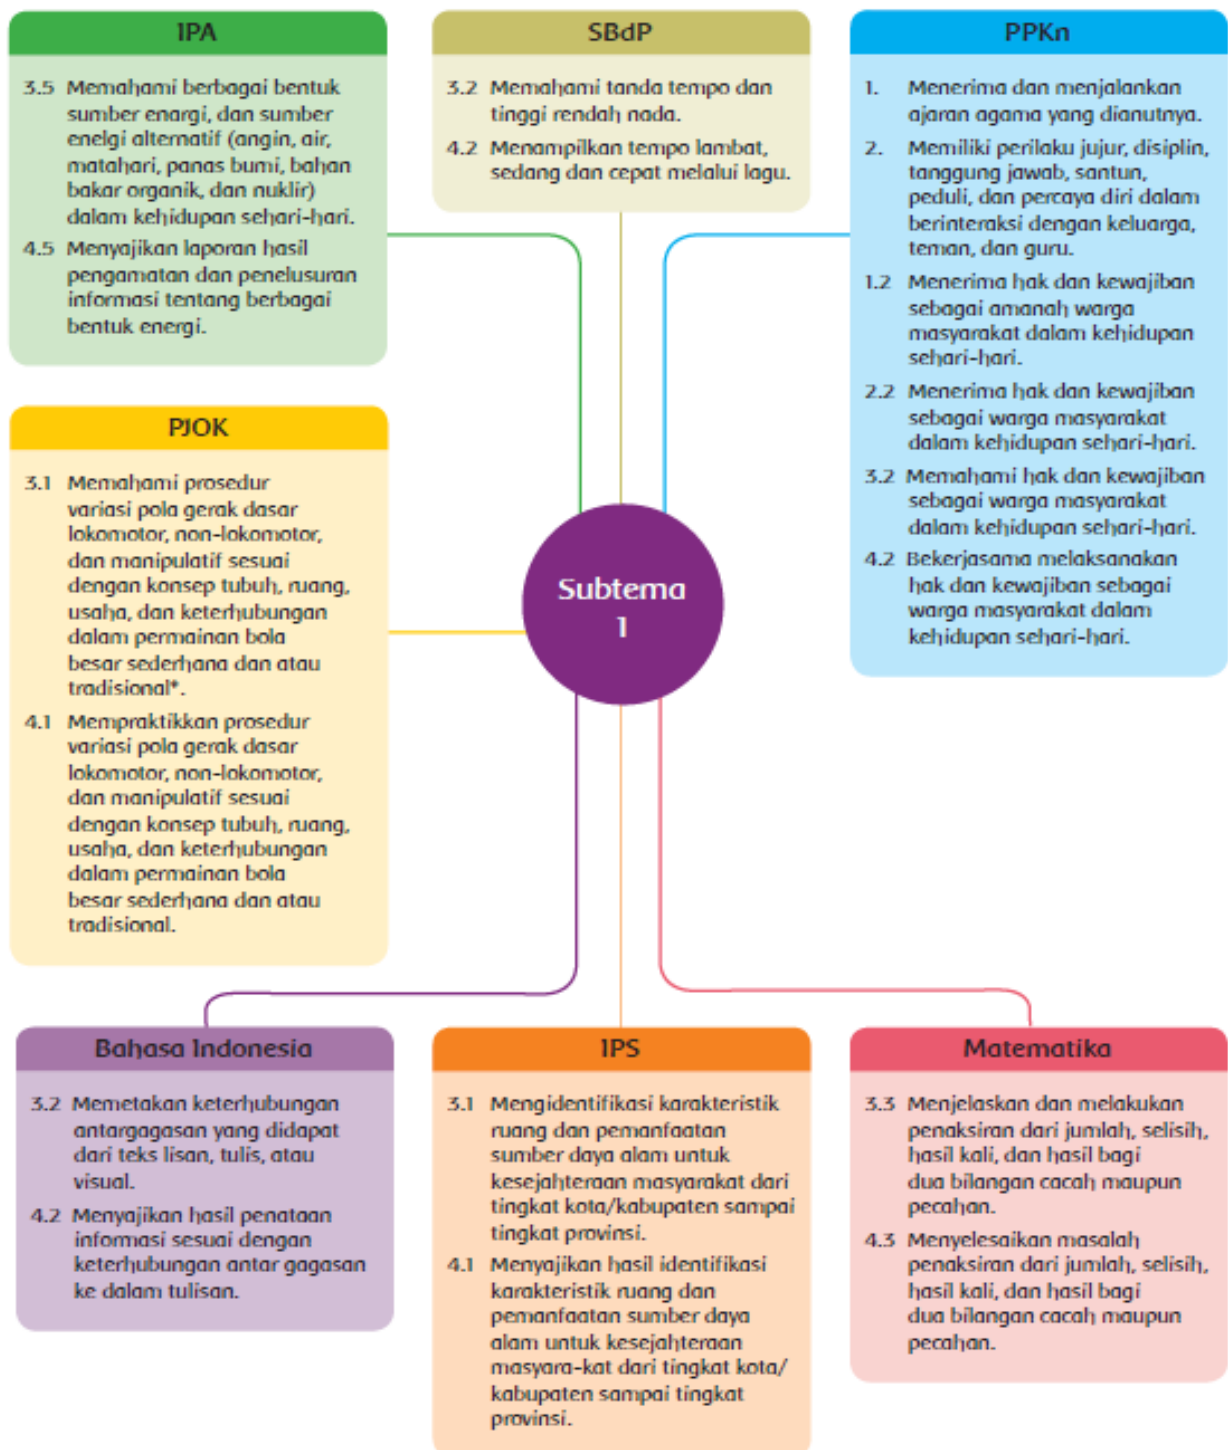 IPA
3.5 Memahami berbagai bentuk
sumber enargi, dan sumber
enelgi alternatif (angin, air,
matahari, panas bumi, bahan
bakar organik, dan nuklir)
dalam kehidupan sehari-hari.
4.5 Menyajikan laporan hasil
pengamatan dan penelusuran
informasi tentang berbagai
bentuk energi.
SBdP
3.2 Memahami tanda tempo dan
tinggi rendah nada.
4.2 Menampilkan tempo lambat,
sedang dan cepat melalui lagu.
PPKn
1. Menerima dan menjalankan
ajaran agama yang dianutnya.
2. Memiliki perilaku jujur, disiplin,
tanggung jawab, santun,
peduli, dan percaya diri dalam
berinteraksi dengan keluarga,
teman, dan guru.
1.2 Menerima hak dan kewajiban
sebagai amanah warga
masyarakat dalam kehidupan
sehari-hari.
2.2 Menerima hak dan kewajiban
sebagai warga masyarakat
dalam kehidupan sehari-hari.
3.2 Memahami hak dan kewajiban
sebagai warga masyarakat
dalam kehidupan sehari-hari.
4.2 Bekerjasama melaksanakan
hak dan kewajiban sebagai
warga masyarakat dalam
kehidupan sehari-hari.
PJOK
3.1 Memahami prosedur
variasi pola gerak dasar
lokomotor, non-lokomotor,
dan manipulatif sesuai
dengan konsep tubuh, ruang,
usaha, dan keterhubungan
dalam permainan bola
besar sederhana dan atau
tradisional*.
4.1 Mempraktikkan prosedur
variasi pola gerak dasar
lokomotor, non-lokomotor,
dan manipulatif sesuai
dengan konsep tubuh, ruang,
usaha, dan keterhubungan
dalam permainan bola
besar sederhana dan atau
tradisional.
Subtema
1
Bahasa Indonesia
3.2 Memetakan keterhubungan
antargagasan yang didapat
dari teks lisan, tulis, atau
visual.
4.2 Menyajikan hasil penataan
informasi sesuai dengan
keterhubungan antar gagasan
ke dalam tulisan.
IPS
3.1 Mengidentifikasi karakteristik
ruang dan pemanfaatan
sumber daya alam untuk
kesejahteraan masyarakat dari
tingkat kota/kabupaten sampai
tingkat provinsi.
4.1 Menyajikan hasil identifikasi
karakteristik ruang dan
pemanfaatan sumber daya
alam untuk kesejahteraan
masyara-kat dari tingkat kota/
kabupaten sampai tingkat
provinsi.
Matematika
3.3 Menjelaskan dan melakukan
penaksiran dari jumlah, selisih,
hasil kali, dan hasil bagi
dua bilangan cacah maupun
pecahan.
4.3 Menyelesaikan masalah
penaksiran dari jumlah, selisih,
hasil kali, dan hasil bagi
dua bilangan cacah maupun
pecahan.